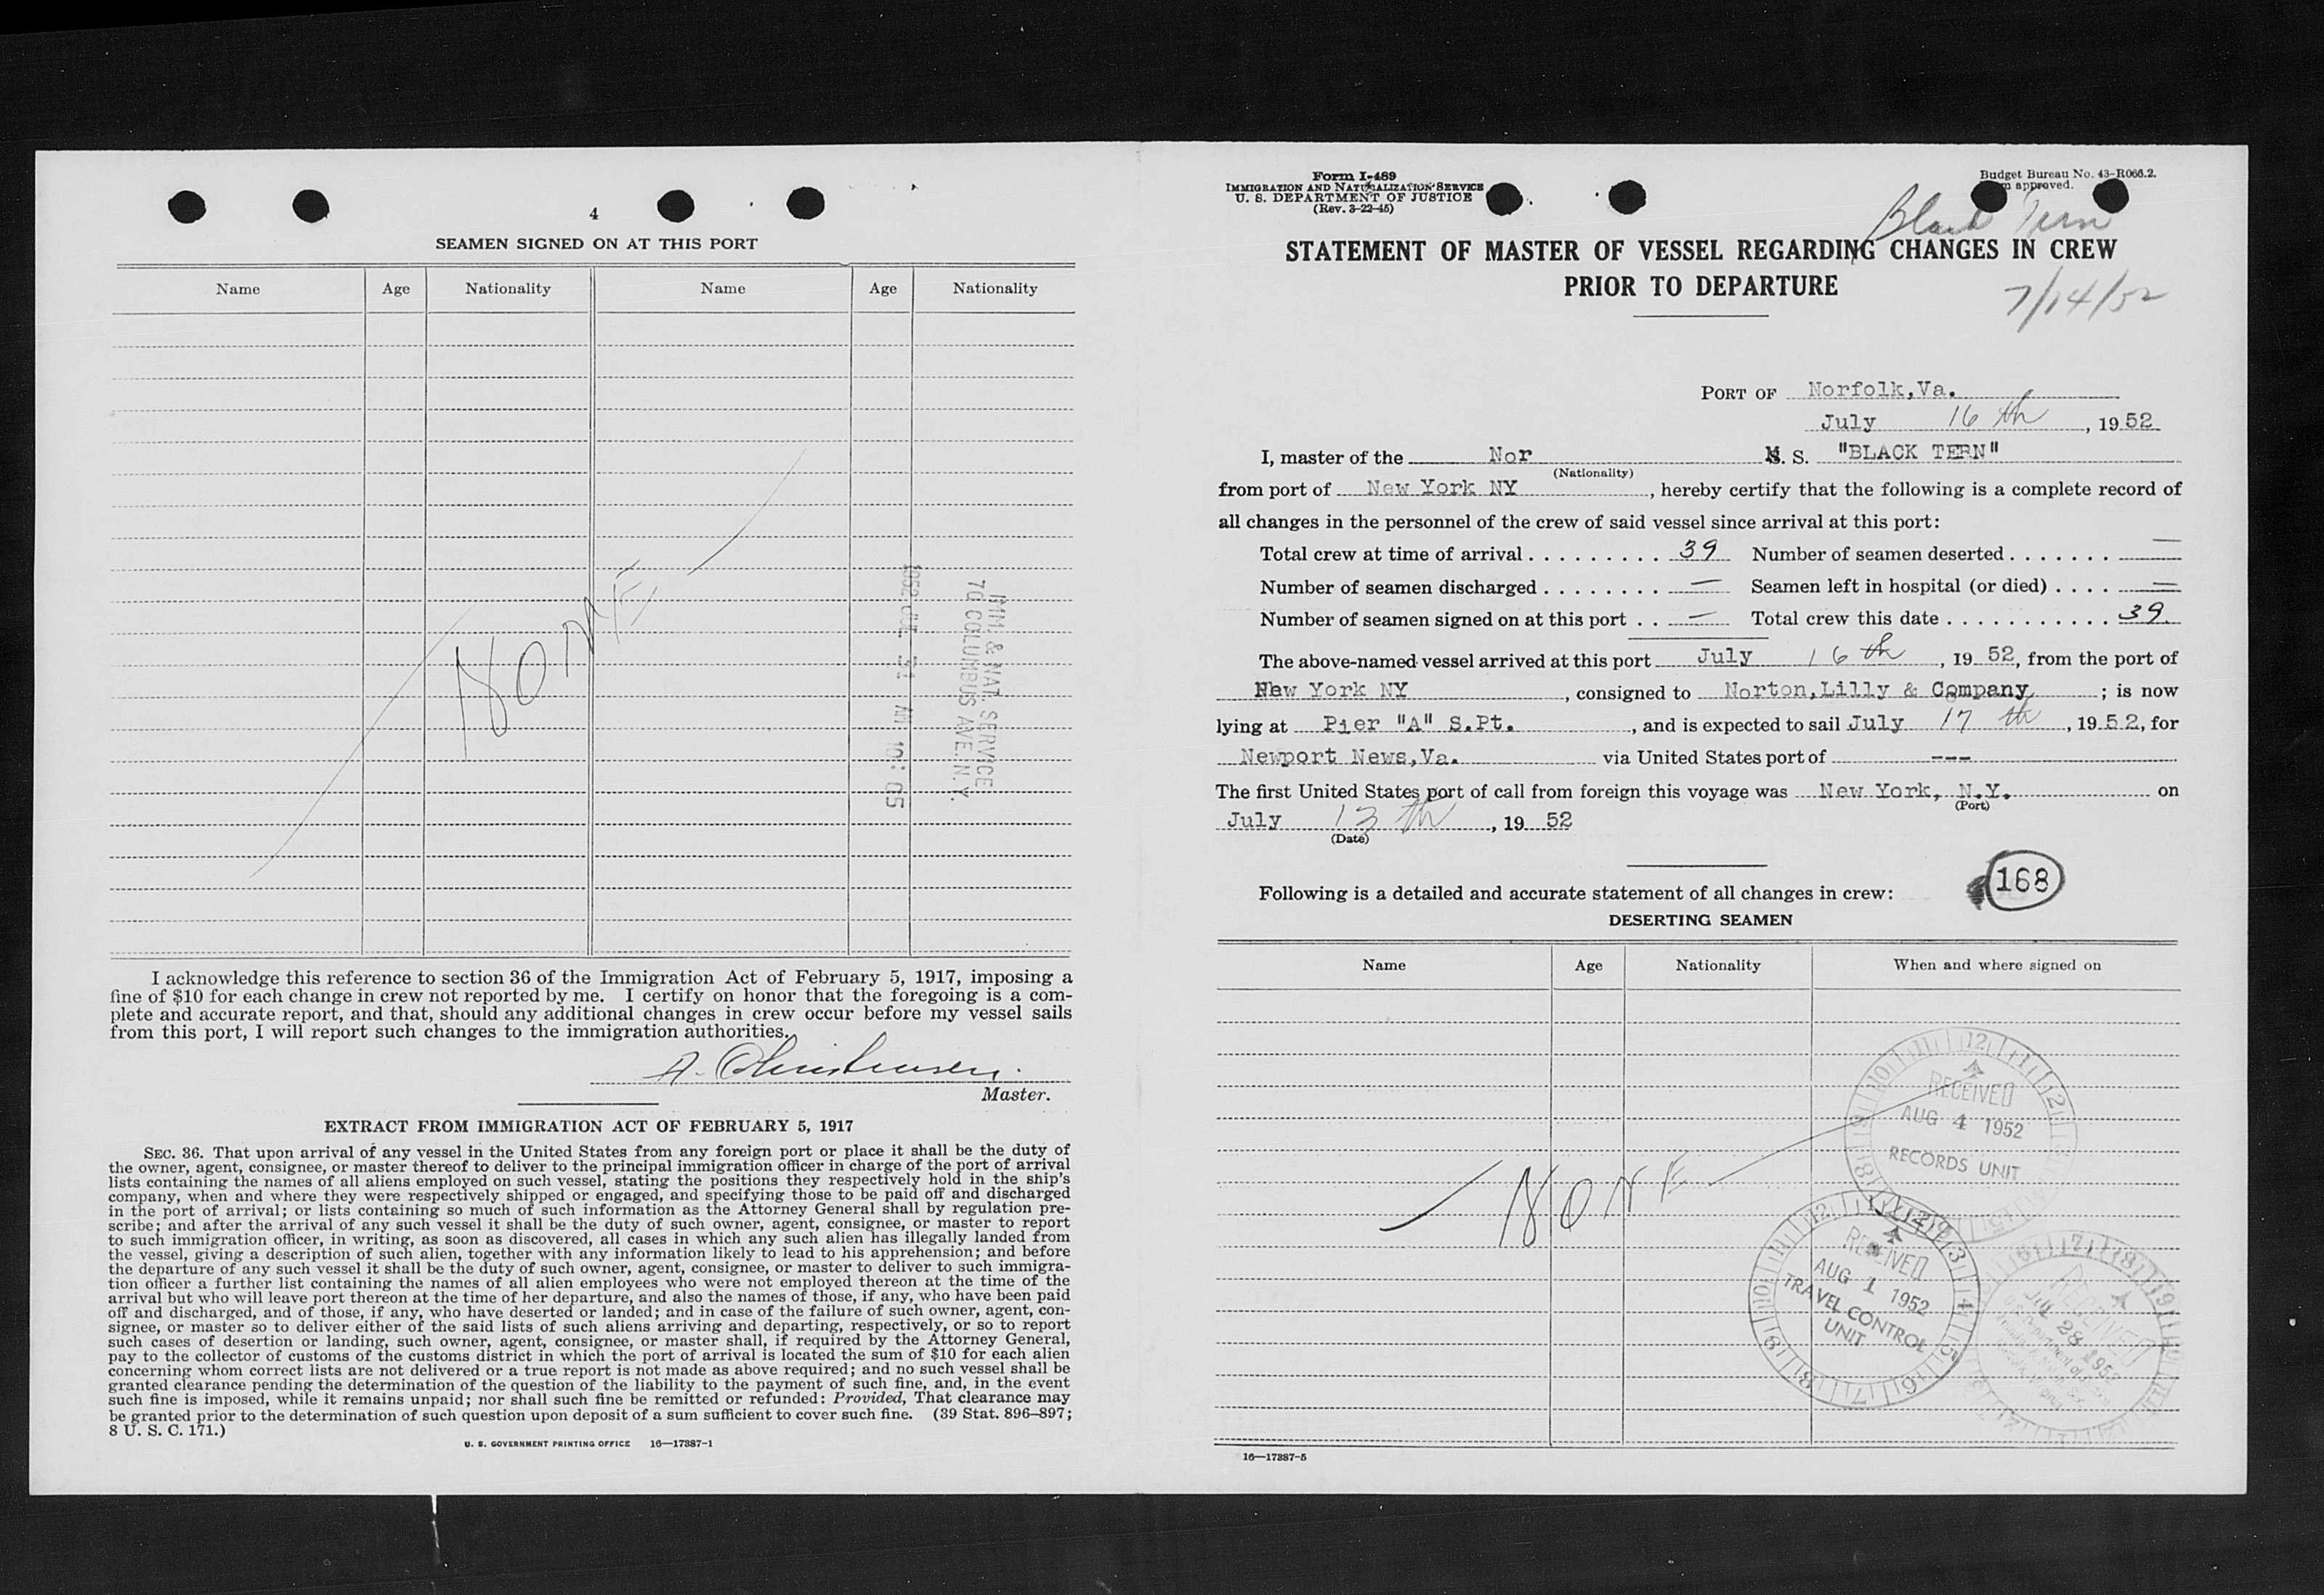 4
SEAMEN SIGNED ON AT THIS PORT
Name Age Nationality Name Age Nationality
NONE
1952 JUL 31 AM 10:05
IMM. & NAT. SERVICE
70 COLUMBUS AVE. N.Y.
I acknowledge this reference to section 36 of the Immigration Act of February 5, 1917, imposing a
fine of $10 for each change in crew not reported by me. I certify on honor that the foregoing is a com-
plete and accurate report, and that, should any additional changes in crew occur before my vessel sails
from this port, I will report such changes to the immigration authorities.
A. Christensen.
Master.
EXTRACT FROM IMMIGRATION ACT OF FEBRUARY 5, 1917
SEC. 36. That upon arrival of any vessel in the United States from any foreign port or place it shall be the duty of
the owner, agent, consignee, or master thereof to deliver to the principal immigration officer in charge of the port of arrival
lists containing the names of all aliens employed on such vessel, stating the positions they respectively hold in the ship's
company, when and where they were respectively shipped or engaged, and specifying those to be paid off and discharged
in the port of arrival; or lists containing so much of such information as the Attorney General shall by regulation pre-
scribe; and after the arrival of any such vessel it shall be the duty of such owner, agent, consignee, or master to report
to such immigration officer, in writing, as soon as discovered, all cases in which any such alien has illegally landed from
the vessel, giving a description of such alien, together with any information likely to lead to his apprehension; and before
the departure of any such vessel it shall be the duty of such owner, agent, consignee, or master to deliver to such immigra-
tion officer a further list containing the names of all alien employees who were not employed thereon at the time of the
arrival but who will leave port thereon at the time of her departure, and also the names of those, if any, who have been paid
off and discharged, and of those, if any, who have deserted or landed; and in case of the failure of such owner, agent, con-
signee, or master so to deliver either of the said lists of such aliens arriving and departing, respectively, or so to report
such cases of desertion or landing, such owner, agent, consignee, or master shall, if required by the Attorney General,
pay to the collector of customs of the customs district in which the port of arrival is located the sum of $10 for each alien
concerning whom correct lists are not delivered or a true report is not made as above required; and no such vessel shall be
granted clearance pending the determination of the question of the liability to the payment of such fine, and, in the event
such fine is imposed, while it remains unpaid; nor shall such fine be remitted or refunded: Provided, That clearance may
be granted prior to the determination of such question upon deposit of a sum sufficient to cover such fine. (39 Stat. 896–897;
8 U. S. C. 171.)
U. S. GOVERNMENT PRINTING OFFICE 16—17387-1
Form I-489
IMMIGRATION AND NATURALIZATION SERVICE
U. S. DEPARTMENT OF JUSTICE
(Rev. 3-22-45)
Budget Bureau No. 43-R066.2.
approved.
Black Tern
STATEMENT OF MASTER OF VESSEL REGARDING CHANGES IN CREW
PRIOR TO DEPARTURE
7/14/52
PORT OF Norfolk,Va.
July 16 th, 1952
I, master of the Nor M. S. "BLACK TERN"
(Nationality)
from port of New York NY, hereby certify that the following is a complete record of
all changes in the personnel of the crew of said vessel since arrival at this port:
Total crew at time of arrival . . . . . . . . . 39 Number of seamen deserted . . . . . . . —
Number of seamen discharged . . . . . . . . — Seamen left in hospital (or died) . . . . —
Number of seamen signed on at this port . . — Total crew this date . . . . . . . . . . . 39
The above-named vessel arrived at this port July 16 th, 1952, from the port of
New York NY, consigned to Norton,Lilly & Company; is now
lying at Pier "A" S.Pt., and is expected to sail July 17 th, 1952, for
Newport News,Va. via United States port of ---
The first United States port of call from foreign this voyage was New York, N.Y. on
(Port)
July 13 th, 1952
(Date)
168
Following is a detailed and accurate statement of all changes in crew:
DESERTING SEAMEN
Name Age Nationality When and where signed on
RECEIVED
AUG 4 1952
RECORDS UNIT
— NONE —
RECEIVED
AUG 1 1952
TRAVEL CONTROL
UNIT
RECEIVED
JUL 28 1952
16—17387-5